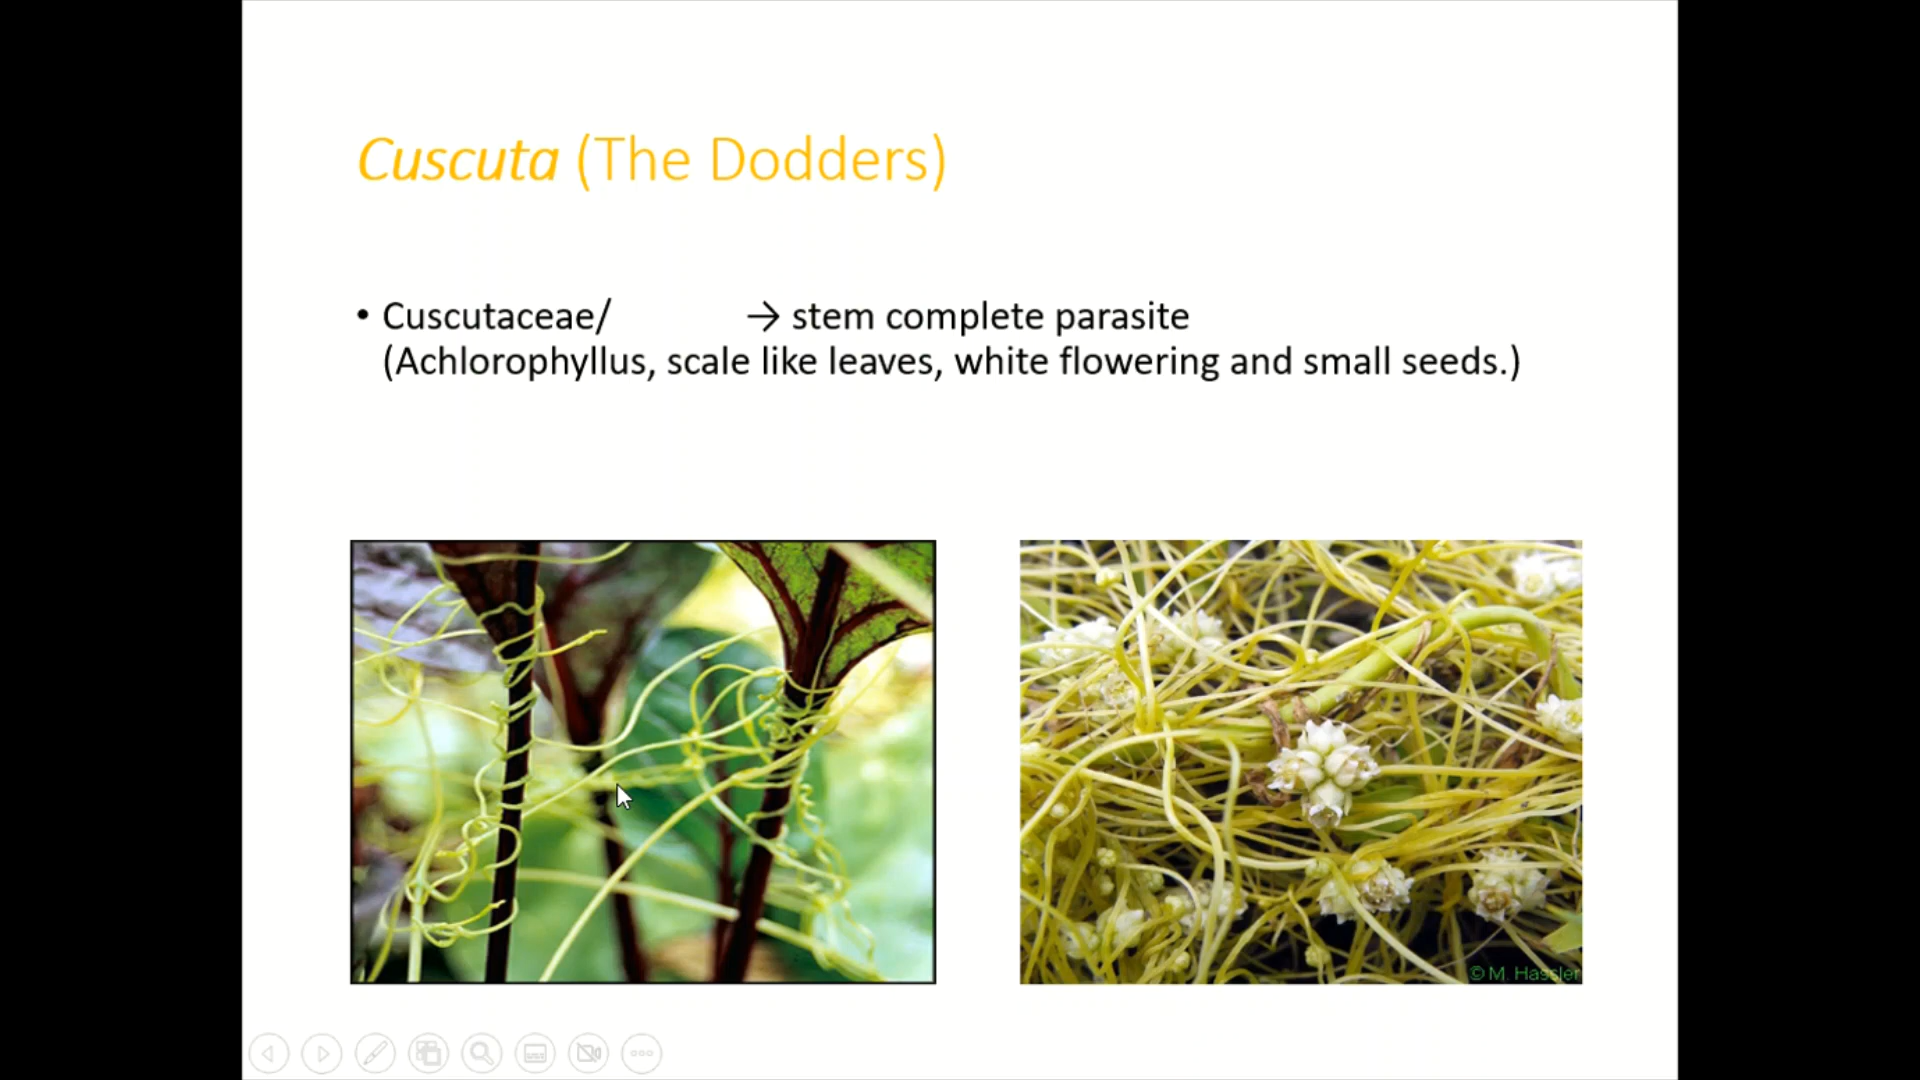 Cuscuta (The Dodders)
• Cuscutaceae/ → stem complete parasite
(Achlorophyllus, scale like leaves, white flowering and small seeds.)
© M. Hassler